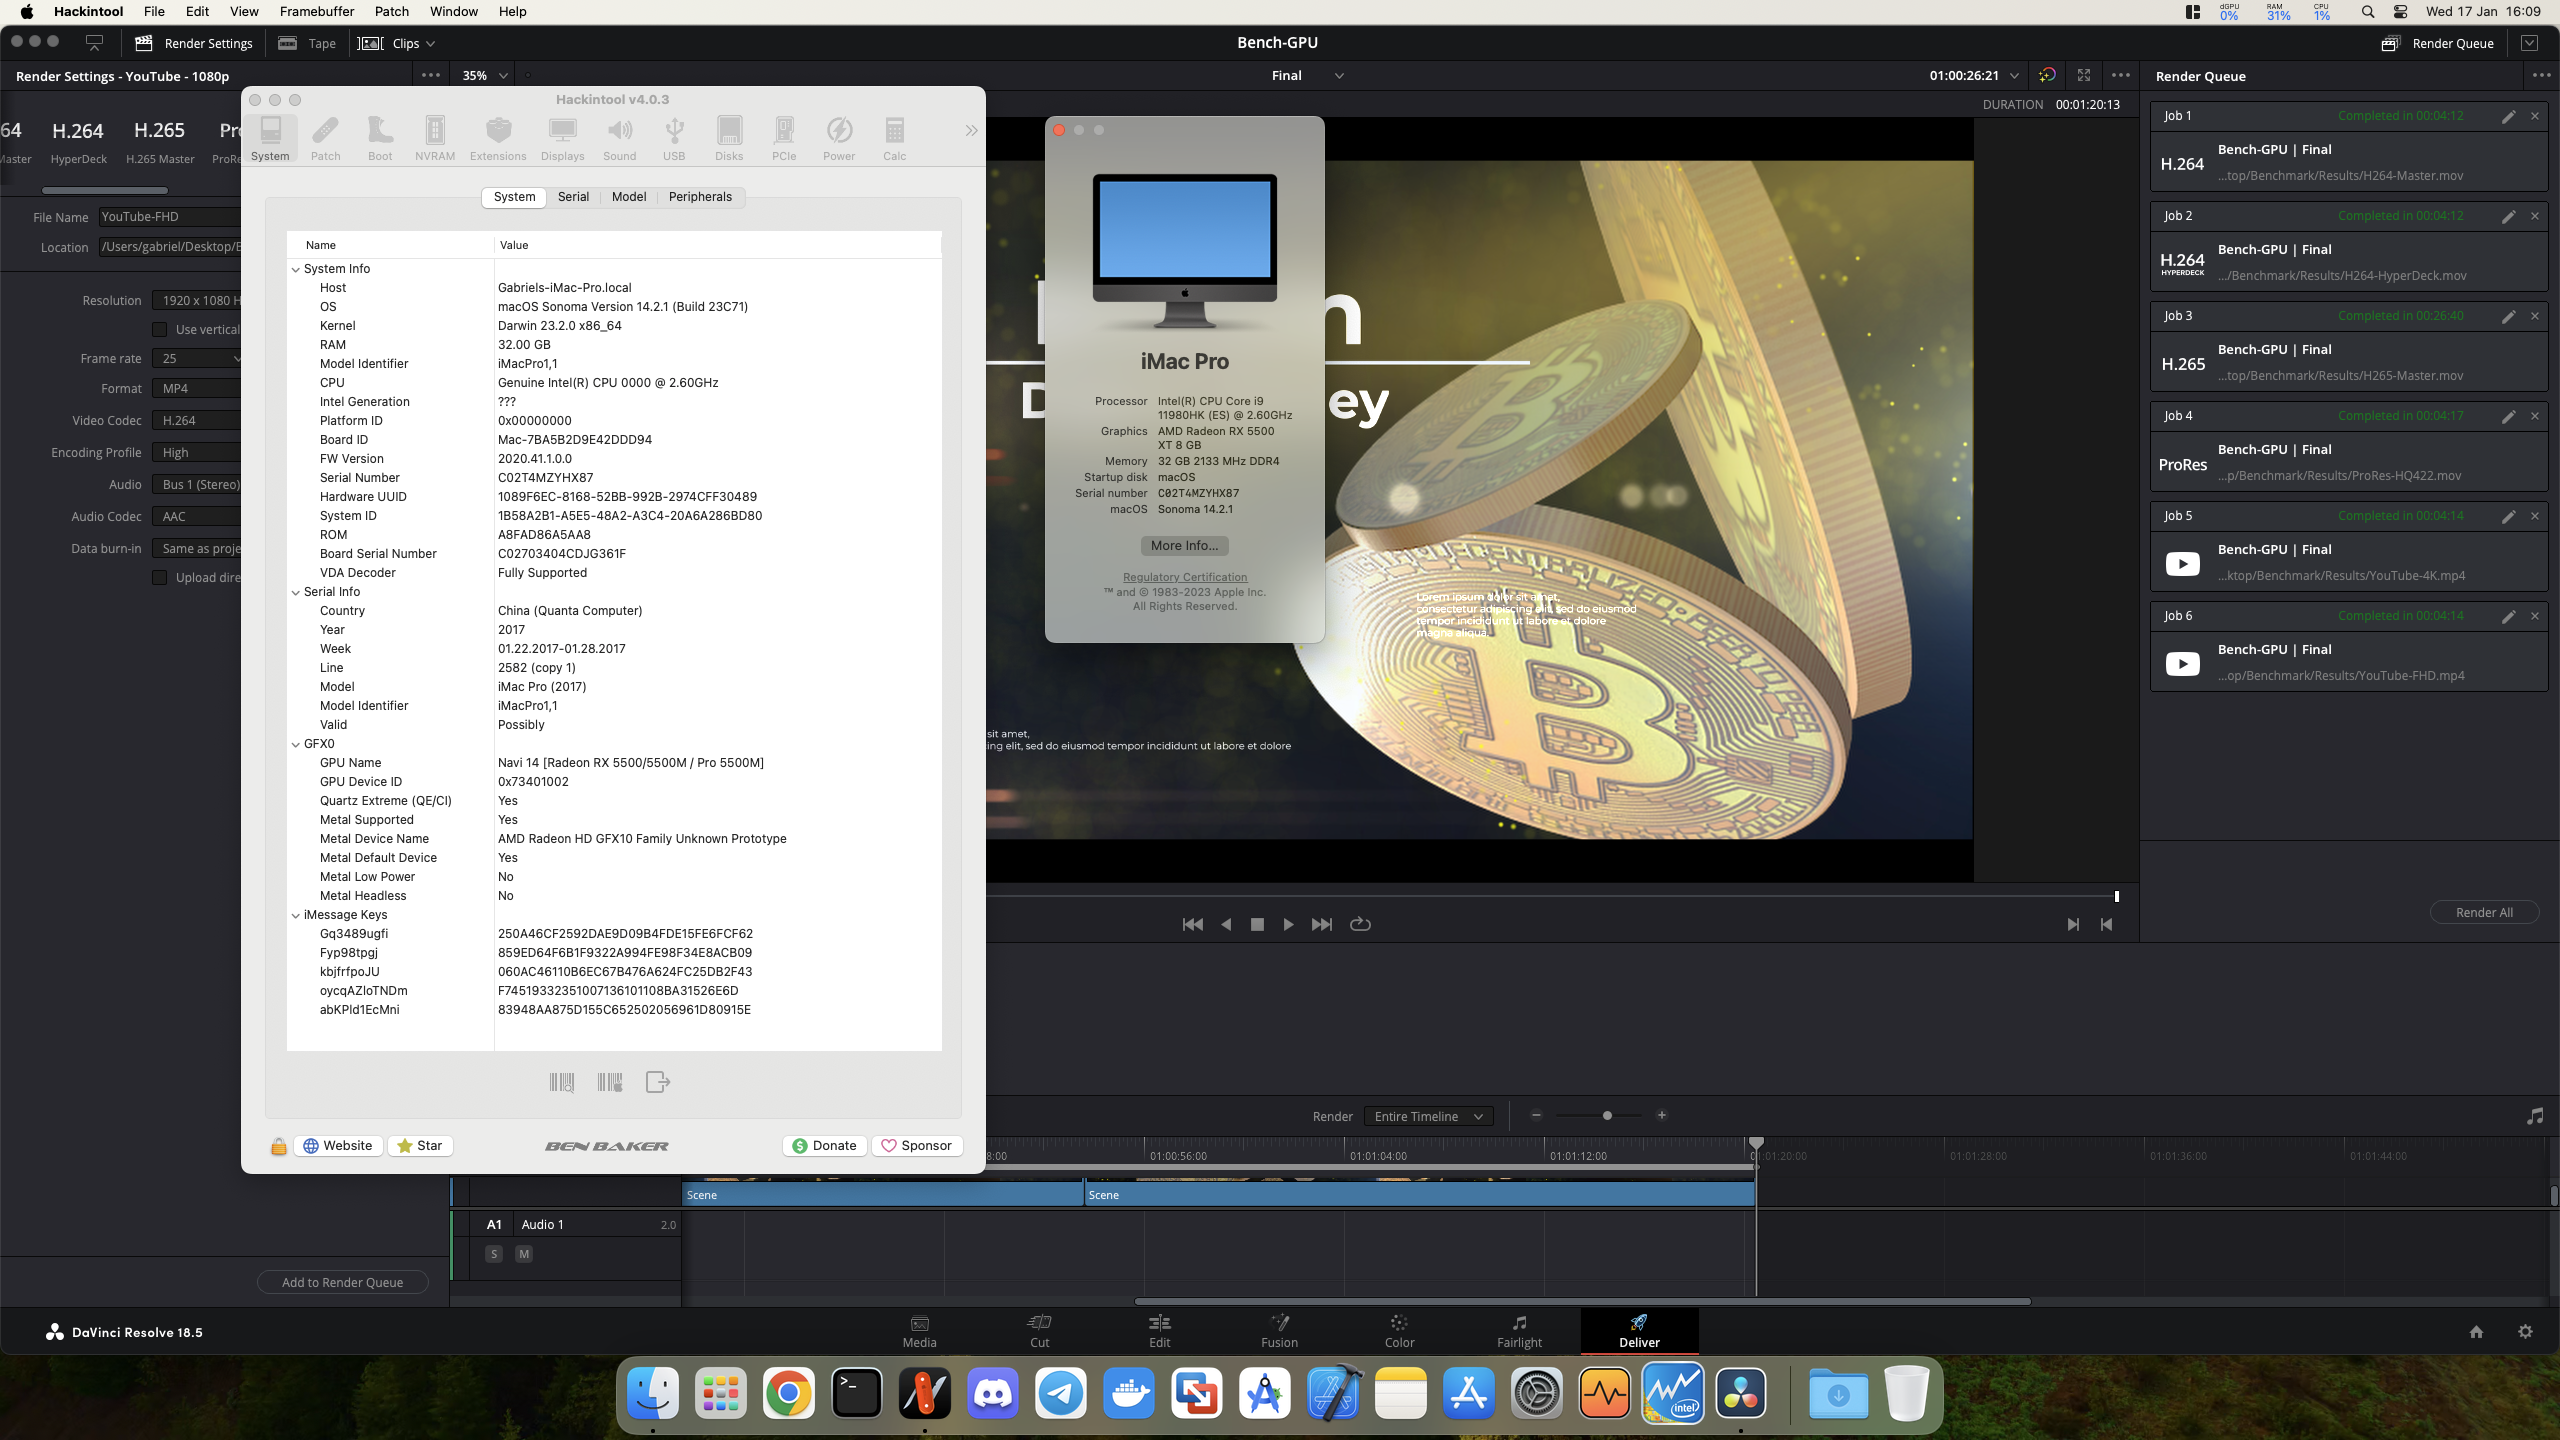 Hackintool File Edit View Framebuffer Patch Window Help
dGPU 0% RAM 31% CPU 1% Wed 17 Jan 16:09
Render Settings Tape Clips
Bench-GPU
Render Queue
Render Settings - YouTube - 1080p
35%
Final
01:00:26:21
Render Queue
DURATION 00:01:20:13
64 H.264 H.265 Pro
Master HyperDeck H.265 Master ProRe
File Name YouTube-FHD
Location /Users/gabriel/Desktop/B
Resolution 1920 x 1080 H
Use vertical
Frame rate 25
Format MP4
Video Codec H.264
Encoding Profile High
Audio Bus 1 (Stereo)
Audio Codec AAC
Data burn-in Same as proje
Upload dire
Add to Render Queue
Hackintool v4.0.3
System Patch Boot NVRAM Extensions Displays Sound USB Disks PCIe Power Calc
System Serial Model Peripherals
Name Value
System Info
Host Gabriels-iMac-Pro.local
OS macOS Sonoma Version 14.2.1 (Build 23C71)
Kernel Darwin 23.2.0 x86_64
RAM 32.00 GB
Model Identifier iMacPro1,1
CPU Genuine Intel(R) CPU 0000 @ 2.60GHz
Intel Generation ???
Platform ID 0x00000000
Board ID Mac-7BA5B2D9E42DDD94
FW Version 2020.41.1.0.0
Serial Number C02T4MZYHX87
Hardware UUID 1089F6EC-8168-52BB-992B-2974CFF30489
System ID 1B58A2B1-A5E5-48A2-A3C4-20A6A286BD80
ROM A8FAD86A5AA8
Board Serial Number C02703404CDJG361F
VDA Decoder Fully Supported
Serial Info
Country China (Quanta Computer)
Year 2017
Week 01.22.2017-01.28.2017
Line 2582 (copy 1)
Model iMac Pro (2017)
Model Identifier iMacPro1,1
Valid Possibly
GFX0
GPU Name Navi 14 [Radeon RX 5500/5500M / Pro 5500M]
GPU Device ID 0x73401002
Quartz Extreme (QE/CI) Yes
Metal Supported Yes
Metal Device Name AMD Radeon HD GFX10 Family Unknown Prototype
Metal Default Device Yes
Metal Low Power No
Metal Headless No
iMessage Keys
Gq3489ugfi 250A46CF2592DAE9D09B4FDE15FE6FCF62
Fyp98tpgj 859ED64F6B1F9322A994FE98F34E8ACB09
kbjfrfpoJU 060AC46110B6EC67B476A624FC25DB2F43
oycqAZloTNDm F74519332351007136101108BA31526E6D
abKPld1EcMni 83948AA875D155C652502056961D80915E
Website Star BEN BAKER Donate Sponsor
iMac Pro
Processor Intel(R) CPU Core i9
11980HK (ES) @ 2.60GHz
Graphics AMD Radeon RX 5500
XT 8 GB
Memory 32 GB 2133 MHz DDR4
Startup disk macOS
Serial number C02T4MZYHX87
macOS Sonoma 14.2.1
More Info...
Regulatory Certification
™ and © 1983-2023 Apple Inc.
All Rights Reserved.
n
D ey
Lorem ipsum dolor sit amet,
consectetur adipiscing elit, sed do eiusmod
tempor incididunt ut labore et dolore
magna aliqua
sit amet,
ing elit, sed do eiusmod tempor incididunt ut labore et dolore
Job 1 Completed in 00:04:12
H.264 Bench-GPU | Final
...top/Benchmark/Results/H264-Master.mov
Job 2 Completed in 00:04:12
H.264 HYPERDECK Bench-GPU | Final
.../Benchmark/Results/H264-HyperDeck.mov
Job 3 Completed in 00:26:40
H.265 Bench-GPU | Final
...top/Benchmark/Results/H265-Master.mov
Job 4 Completed in 00:04:17
ProRes Bench-GPU | Final
...p/Benchmark/Results/ProRes-HQ422.mov
Job 5 Completed in 00:04:14
Bench-GPU | Final
...ktop/Benchmark/Results/YouTube-4K.mp4
Job 6 Completed in 00:04:14
Bench-GPU | Final
...op/Benchmark/Results/YouTube-FHD.mp4
Render All
Render Entire Timeline
8:00 01:00:56:00 01:01:04:00 01:01:12:00 01:01:20:00 01:01:28:00 01:01:36:00 01:01:44:00
Scene Scene
A1 Audio 1 2.0
S M
DaVinci Resolve 18.5
Media Cut Edit Fusion Color Fairlight Deliver
intel